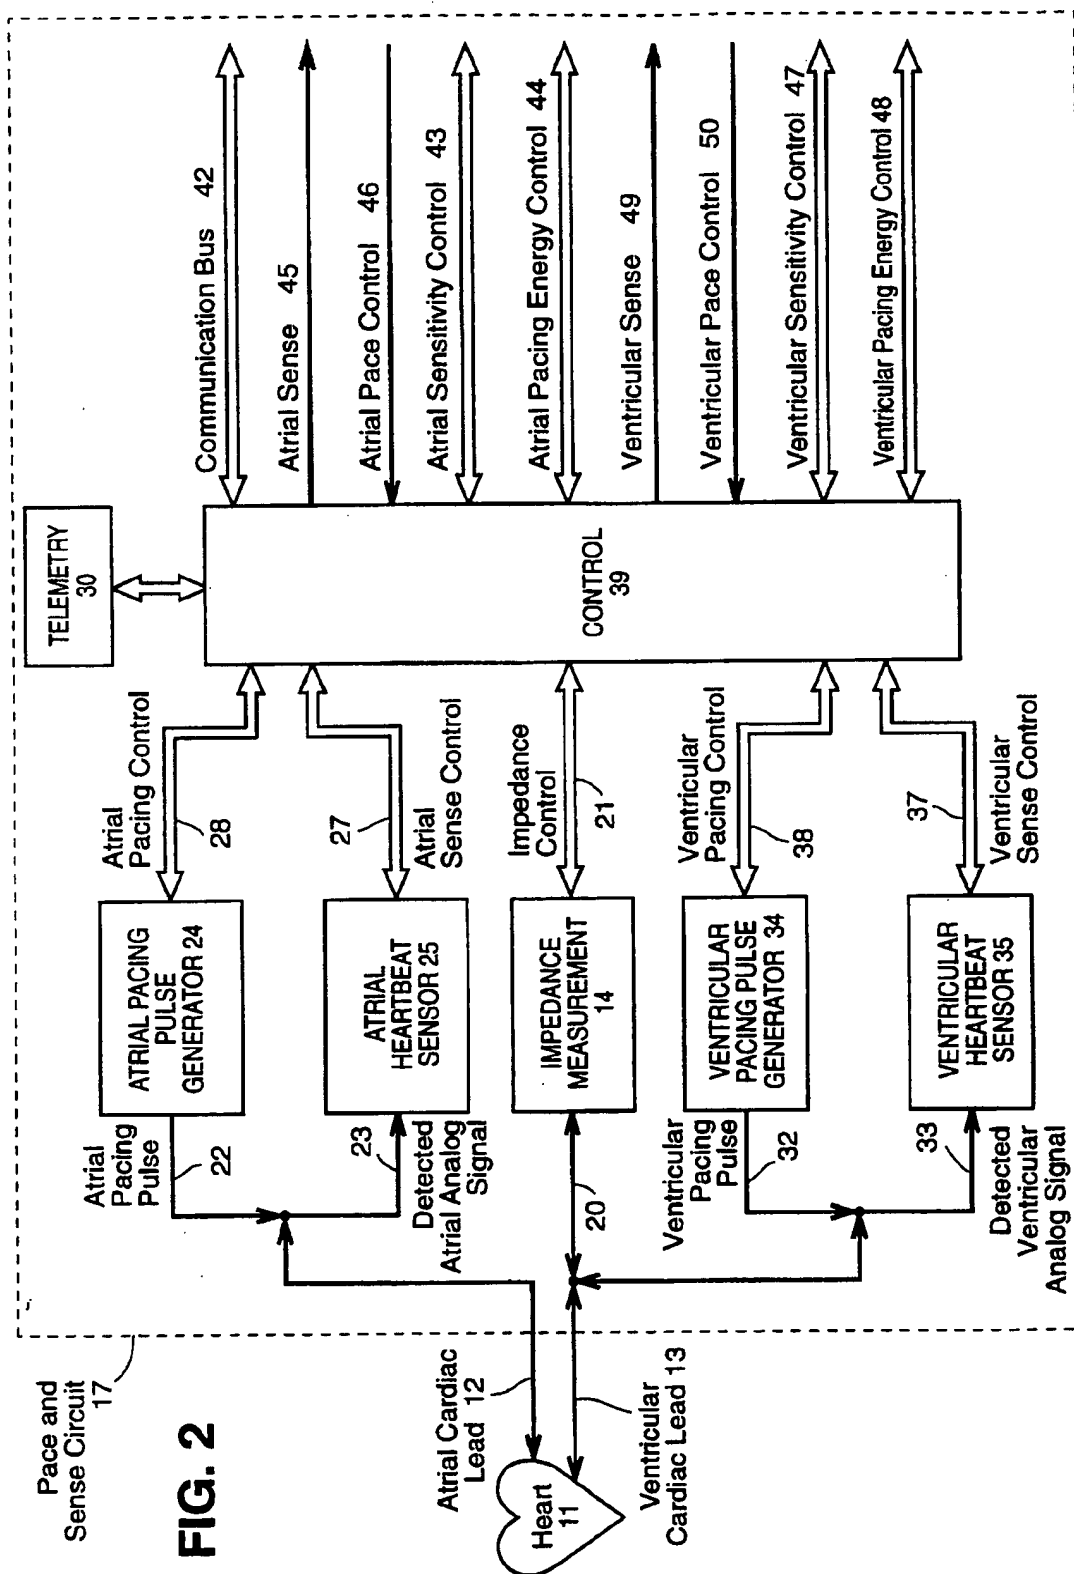 Pace and
Sense Circuit
17
FIG. 2
Heart
11
Atrial Cardiac
Lead 12
Ventricular
Cardiac Lead 13
Atrial
Pacing
Pulse
22
23
Detected
Atrial Analog
Signal
20
Ventricular
Pacing
Pulse
32
33
Detected
Ventricular
Analog Signal
ATRIAL PACING
PULSE
GENERATOR 24
ATRIAL
HEARTBEAT
SENSOR 25
IMPEDANCE
MEASUREMENT
14
VENTRICULAR
PACING PULSE
GENERATOR 34
VENTRICULAR
HEARTBEAT
SENSOR 35
Atrial
Pacing Control
28
27
Atrial
Sense Control
Impedance
Control
21
Ventricular
Pacing Control
38
37
Ventricular
Sense Control
TELEMETRY
30
CONTROL
39
Communication Bus 42
Atrial Sense 45
Atrial Pace Control 46
Atrial Sensitivity Control 43
Atrial Pacing Energy Control 44
Ventricular Sense 49
Ventricular Pace Control 50
Ventricular Sensitivity Control 47
Ventricular Pacing Energy Control 48